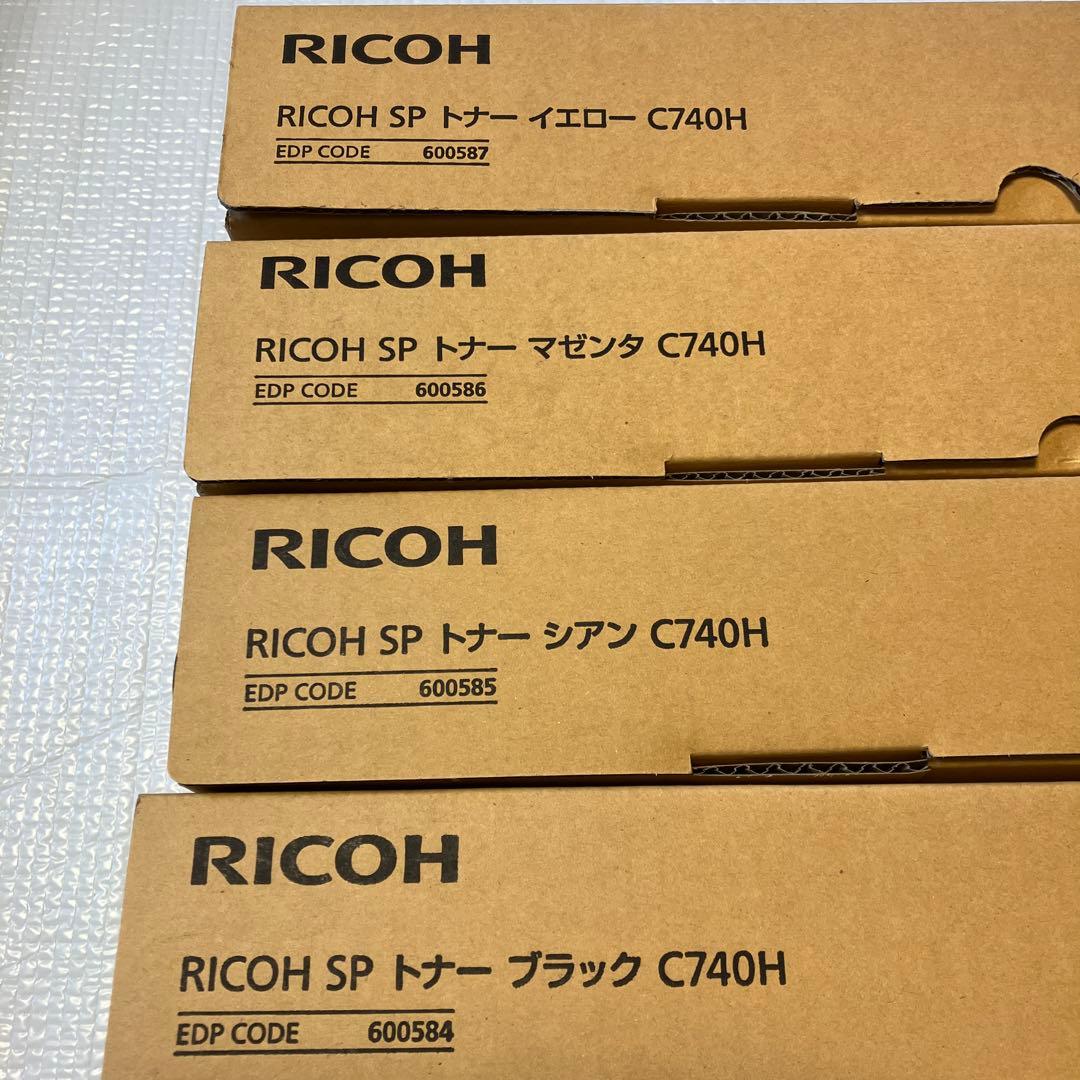 RICOH
RICOH SP トナー イエロー C740H
EDP CODE 600587
RICOH
RICOH SP トナー マゼンタ C740H
EDP CODE 600586
RICOH
RICOH SP トナー シアン C740H
EDP CODE 600585
RICOH
RICOH SP トナー ブラック C740H
EDP CODE 600584